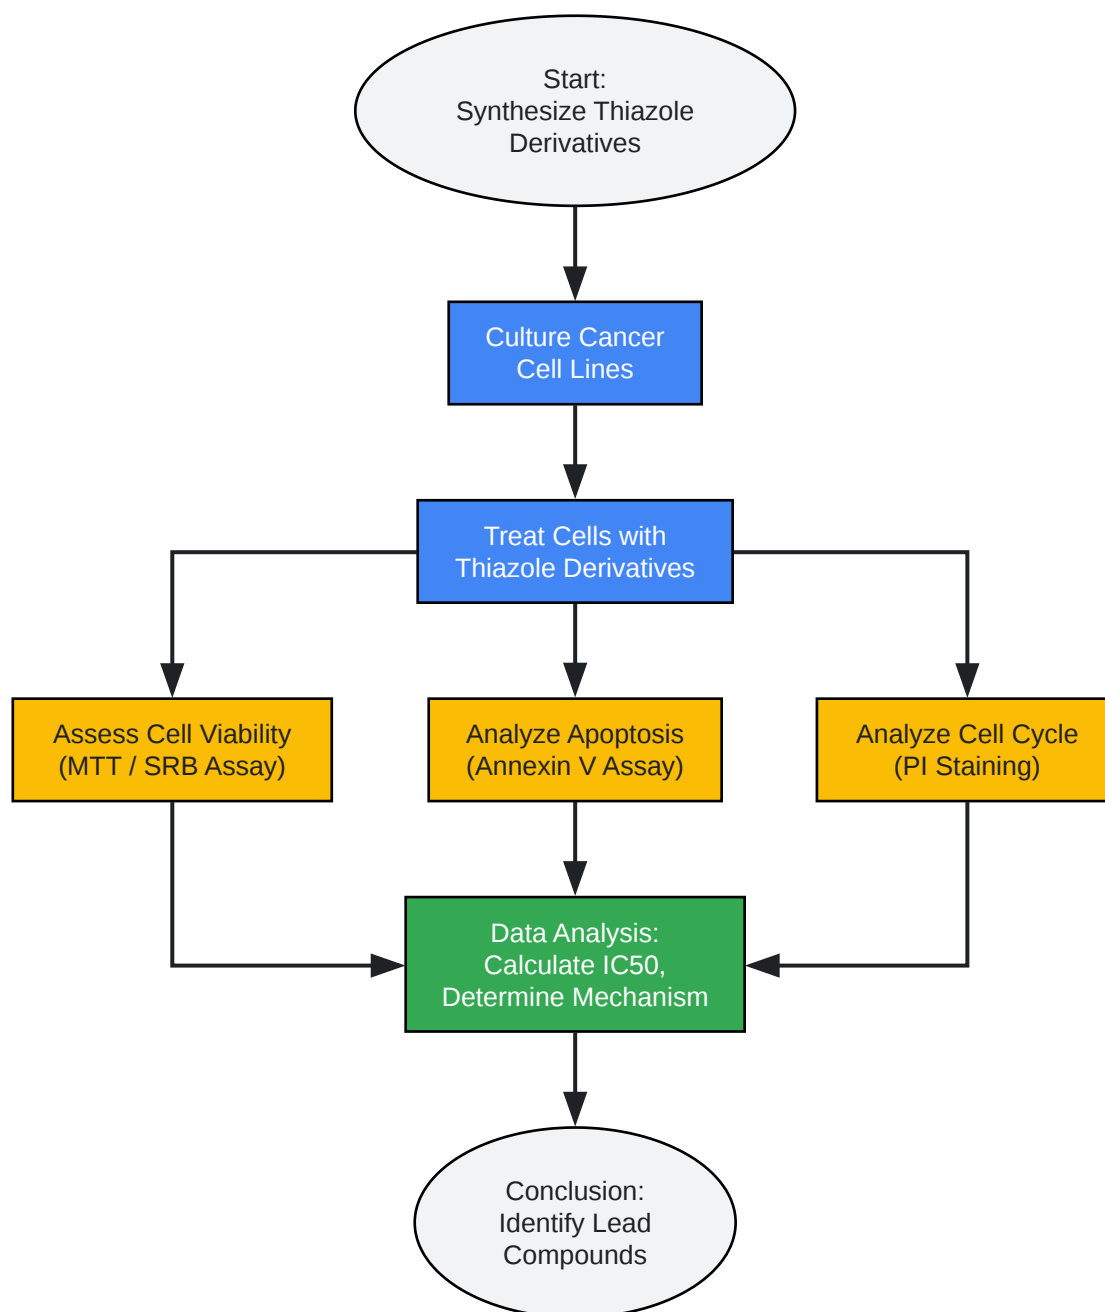 Start:
Synthesize Thiazole
Derivatives
Culture Cancer
Cell Lines
Treat Cells with
Thiazole Derivatives
Assess Cell Viability
(MTT / SRB Assay)
Analyze Apoptosis
(Annexin V Assay)
Analyze Cell Cycle
(PI Staining)
Data Analysis:
Calculate IC50,
Determine Mechanism
Conclusion:
Identify Lead
Compounds